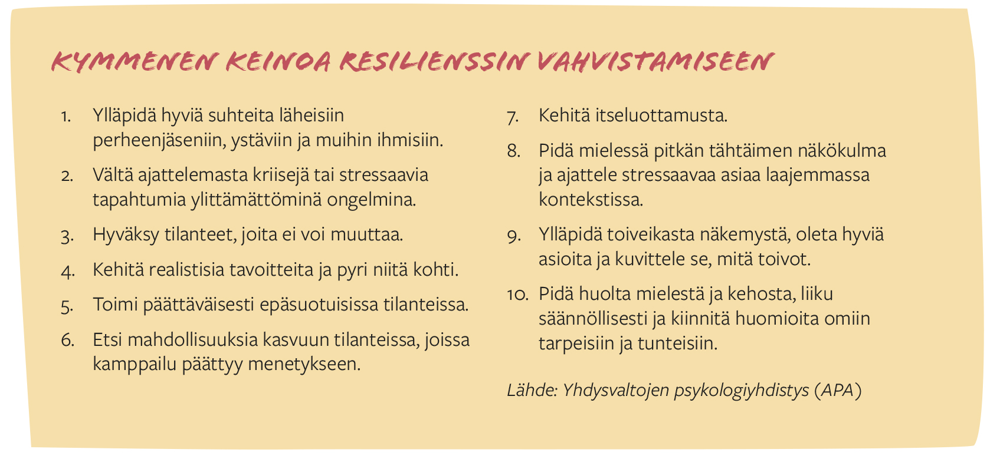 KYMMENEN KEINOA RESILIENSSIN VAHVISTAMISEEN
1. Ylläpidä hyviä suhteita läheisiin
perheenjäseniin, ystäviin ja muihin ihmisiin.
2. Vältä ajattelemasta kriisejä tai stressaavia
tapahtumia ylittämättöminä ongelmina.
3. Hyväksy tilanteet, joita ei voi muuttaa.
4. Kehitä realistisia tavoitteita ja pyri niitä kohti.
5. Toimi päättäväisesti epäsuotuisissa tilanteissa.
6. Etsi mahdollisuuksia kasvuun tilanteissa, joissa
kamppailu päättyy menetykseen.
7. Kehitä itseluottamusta.
8. Pidä mielessä pitkän tähtäimen näkökulma
ja ajattele stressaavaa asiaa laajemmassa
kontekstissa.
9. Ylläpidä toiveikasta näkemystä, oleta hyviä
asioita ja kuvittele se, mitä toivot.
10. Pidä huolta mielestä ja kehosta, liiku
säännöllisesti ja kiinnitä huomioita omiin
tarpeisiin ja tunteisiin.
Lähde: Yhdysvaltojen psykologiyhdistys (APA)